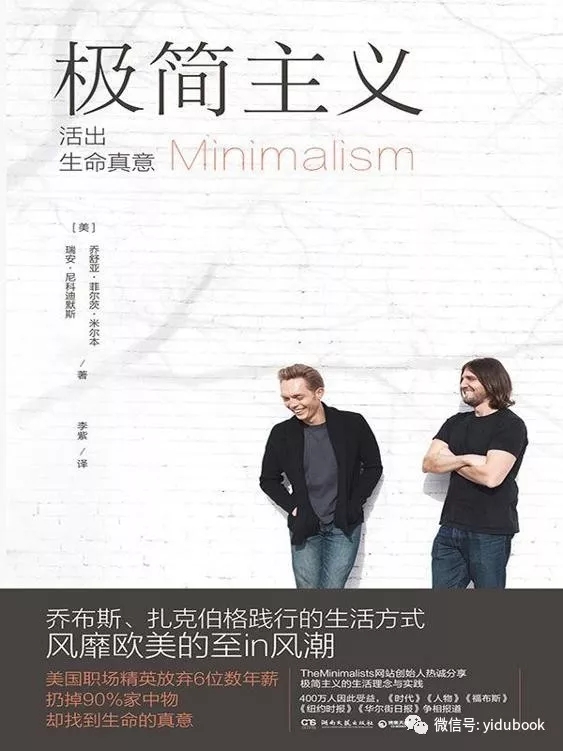 极简主义
活出
生命真意 Minimalism
[美]
乔舒亚·菲尔茨·米尔本
瑞安·尼科迪默斯
/著
李紫/译
乔布斯、扎克伯格践行的生活方式
风靡欧美的至in风潮
美国职场精英放弃6位数年薪
扔掉90%家中物
却找到生命的真意
TheMinimalists网站创始人热诚分享
极简主义的生活理念与实践
400万人因此受益，《时代》《人物》《福布斯》
《纽约时报》《华尔街日报》争相报道
湖南文艺出版社
微信号: yidubook